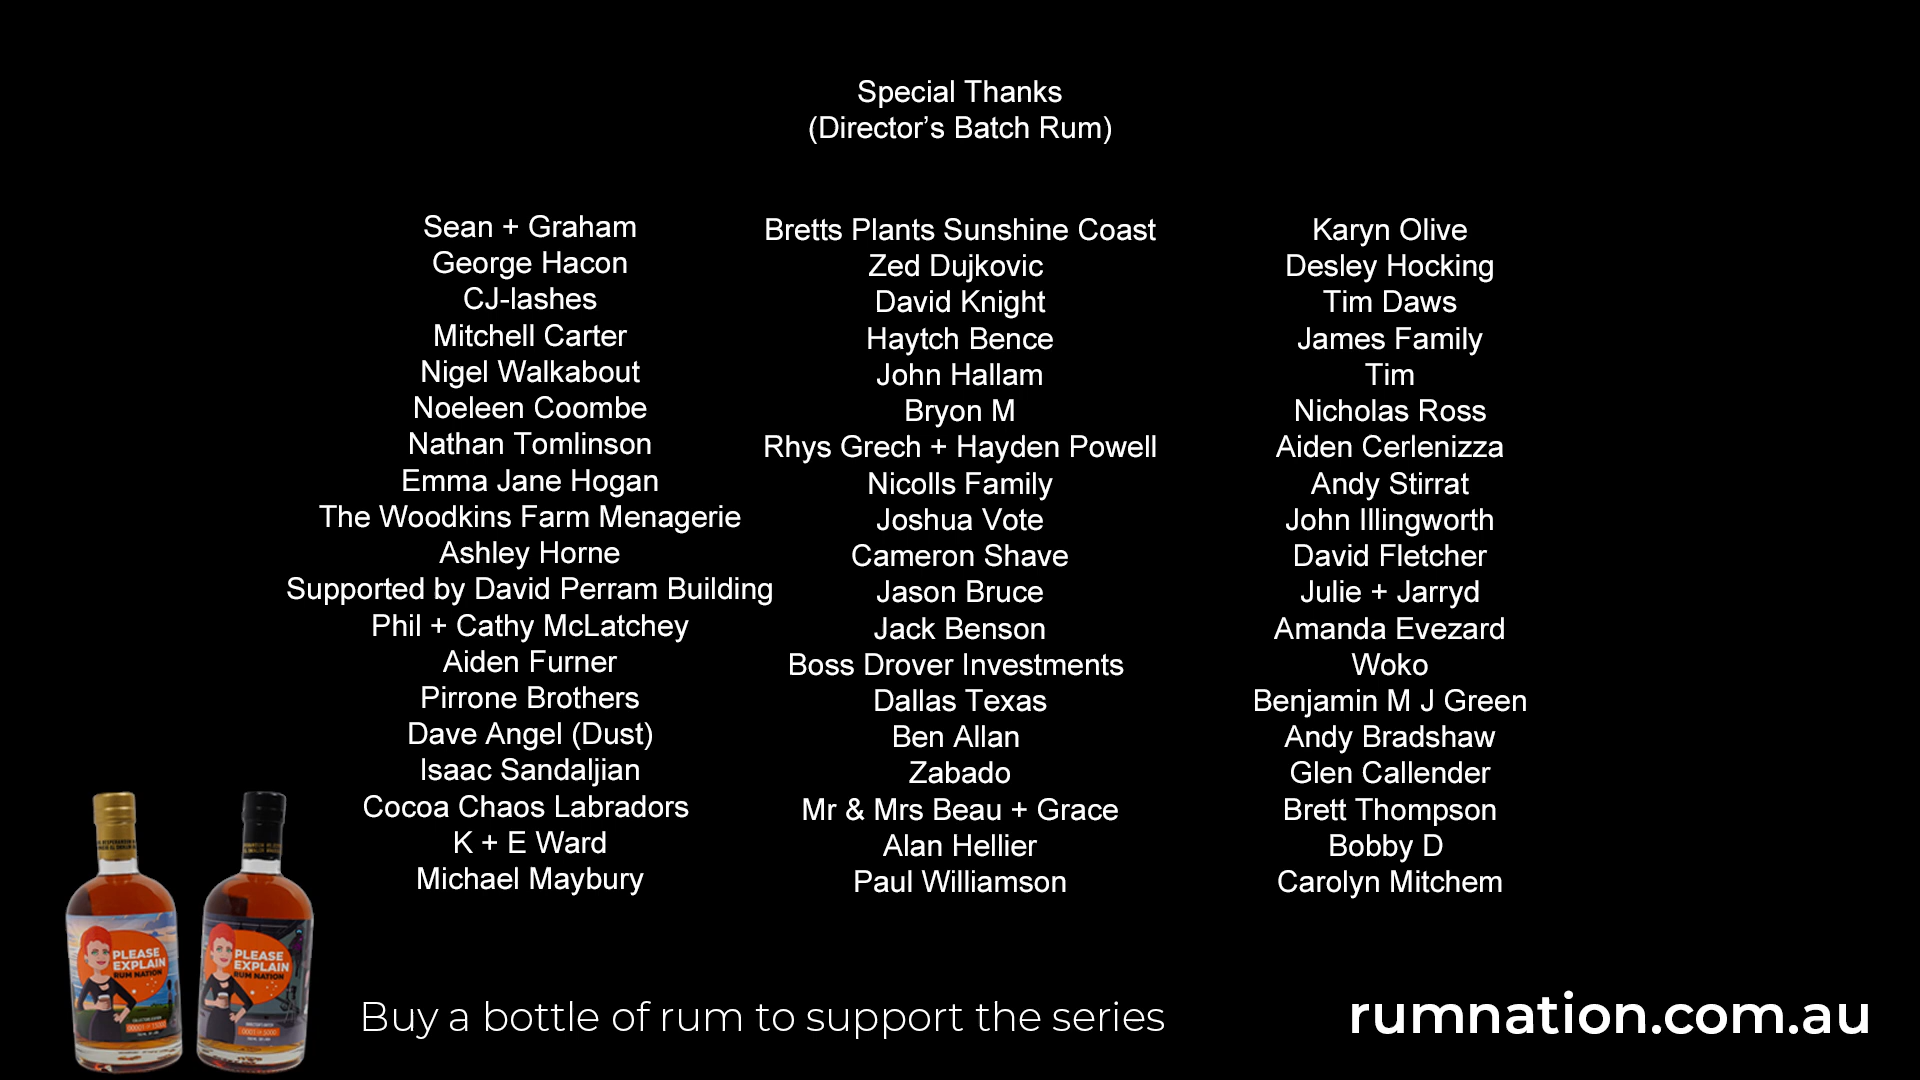 Special Thanks
(Director’s Batch Rum)
Sean + Graham
George Hacon
CJ-lashes
Mitchell Carter
Nigel Walkabout
Noeleen Coombe
Nathan Tomlinson
Emma Jane Hogan
The Woodkins Farm Menagerie
Ashley Horne
Supported by David Perram Building
Phil + Cathy McLatchey
Aiden Furner
Pirrone Brothers
Dave Angel (Dust)
Isaac Sandaljian
Cocoa Chaos Labradors
K + E Ward
Michael Maybury
Bretts Plants Sunshine Coast
Zed Dujkovic
David Knight
Haytch Bence
John Hallam
Bryon M
Rhys Grech + Hayden Powell
Nicolls Family
Joshua Vote
Cameron Shave
Jason Bruce
Jack Benson
Boss Drover Investments
Dallas Texas
Ben Allan
Zabado
Mr & Mrs Beau + Grace
Alan Hellier
Paul Williamson
Karyn Olive
Desley Hocking
Tim Daws
James Family
Tim
Nicholas Ross
Aiden Cerlenizza
Andy Stirrat
John Illingworth
David Fletcher
Julie + Jarryd
Amanda Evezard
Woko
Benjamin M J Green
Andy Bradshaw
Glen Callender
Brett Thompson
Bobby D
Carolyn Mitchem
PLEASE
EXPLAIN
RUM NATION
PLEASE
EXPLAIN
RUM NATION
Buy a bottle of rum to support the series
rumnation.com.au